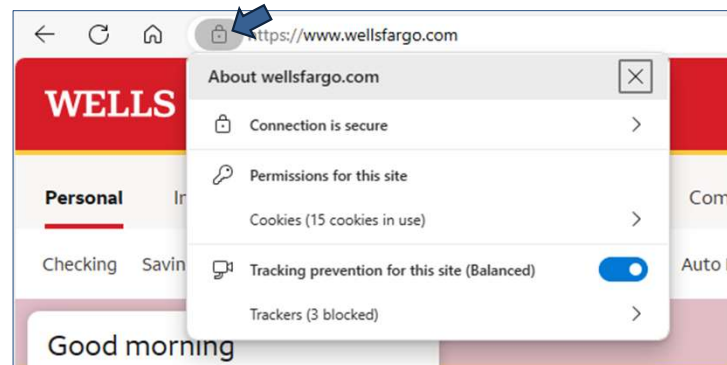 https://www.wellsfargo.com
About wellsfargo.com
WELLS
Connection is secure
Permissions for this site
Personal
Com
Cookies (15 cookies in use)
Checking Savin
Tracking prevention for this site (Balanced)
Auto
Trackers (3 blocked)
Good morning